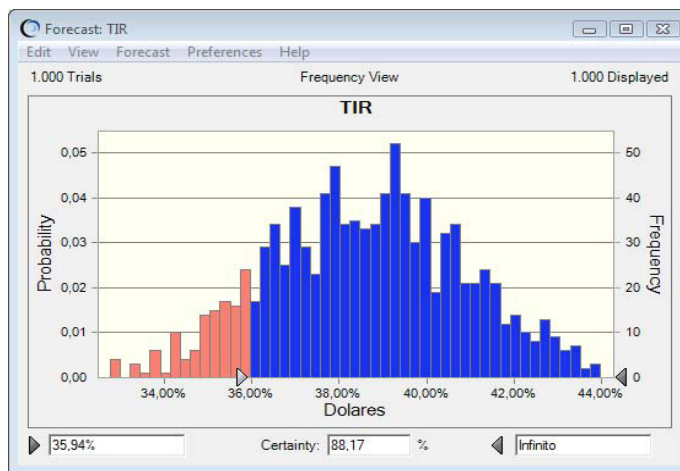 Forecast: TIR
Edit View Forecast Preferences Help
1.000 Trials Frequency View 1.000 Displayed
TIR
0,05 50
0,04 40
0,03 30
0,02 20
0,01 10
0,00 0
Probability
Frequency
34,00% 36,00% 38,00% 40,00% 42,00% 44,00%
Dolares
35,94% Certainty: 88,17 % Infinito